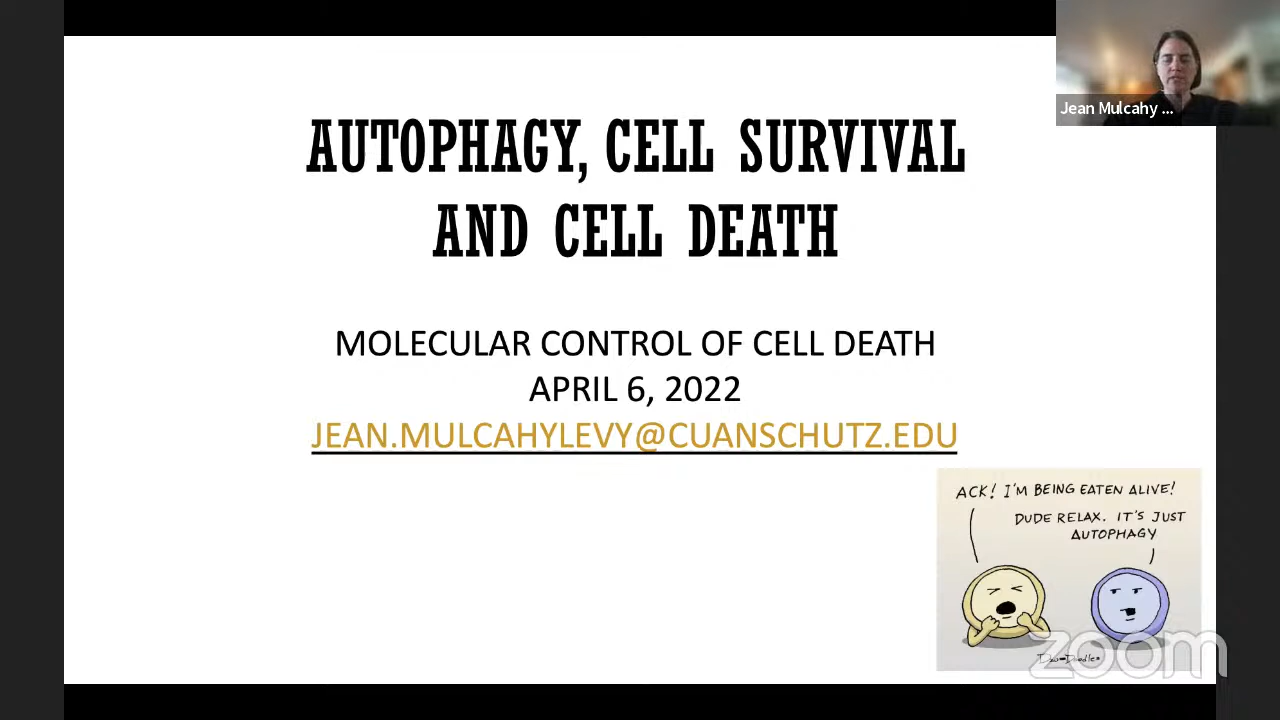 Jean Mulcahy ...
AUTOPHAGY, CELL SURVIVAL
AND CELL DEATH
MOLECULAR CONTROL OF CELL DEATH
APRIL 6, 2022
JEAN.MULCAHYLEVY@CUANSCHUTZ.EDU
ACK! I'M BEING EATEN ALIVE!
DUDE RELAX. IT'S JUST
AUTOPHAGY
zoom